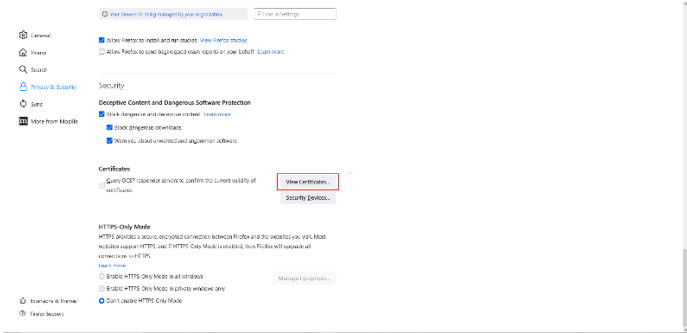 Your browser is being managed by your organization.
Find in Settings
General
Home
Search
Privacy & Security
Sync
More from Mozilla
Allow Firefox to install and run studies View Firefox studies
Allow Firefox to send backlogged crash reports on your behalf Learn more
Security
Deceptive Content and Dangerous Software Protection
Block dangerous and deceptive content Learn more
Block dangerous downloads
Warn you about unwanted and uncommon software
Certificates
Query OCSP responder servers to confirm the current validity of
certificates
View Certificates...
Security Devices...
HTTPS-Only Mode
HTTPS provides a secure, encrypted connection between Firefox and the websites you visit. Most
websites support HTTPS, and if HTTPS-Only Mode is enabled, then Firefox will upgrade all
connections to HTTPS.
Learn more
Enable HTTPS-Only Mode in all windows
Manage Exceptions...
Enable HTTPS-Only Mode in private windows only
Don't enable HTTPS-Only Mode
Extensions & Themes
Firefox Support